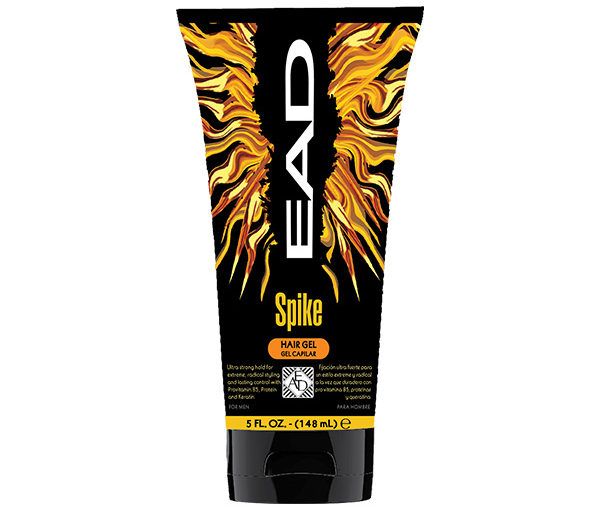 EAD
Spike
HAIR GEL
GEL CAPILAR
Ultra strong hold for
extreme, radical styling
and lasting control with
Provitamin B5, Protein
and Keratin
FOR MEN
Fijación ultra fuerte para
un estilo extremo y radical
a la vez que duradero con
pro vitamina B5, proteínas
y queratina
PARA HOMBRE
EAD
5 FL. OZ. - (148 mL) ℮